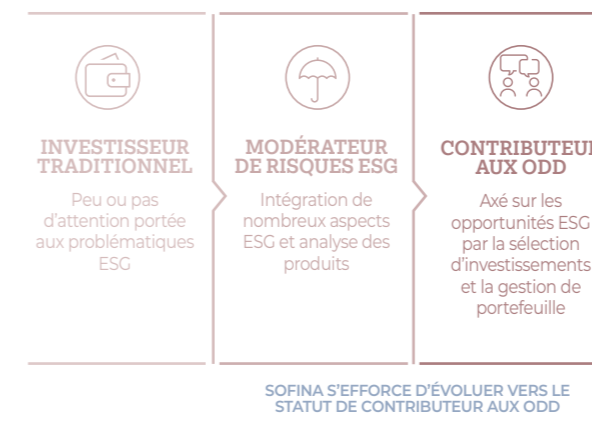 INVESTISSEUR
TRADITIONNEL
Peu ou pas
d'attention portée
aux problématiques
ESG
MODÉRATEUR
DE RISQUES ESG
Intégration de
nombreux aspects
ESG et analyse des
produits
CONTRIBUTEUR
AUX ODD
Axé sur les
opportunités ESG
par la sélection
d'investissements
et la gestion de
portefeuille
SOFINA S'EFFORCE D'ÉVOLUER VERS LE
STATUT DE CONTRIBUTEUR AUX ODD